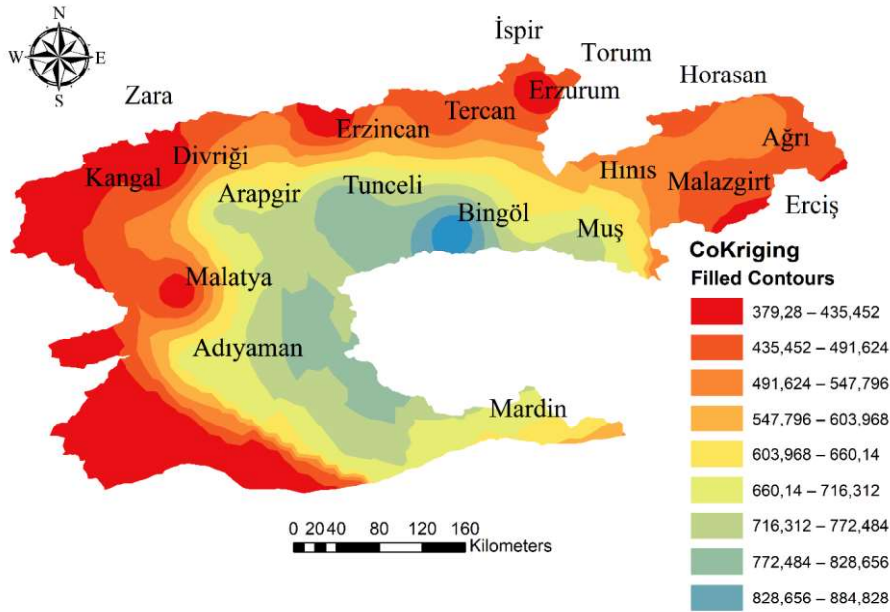 N
W E
S
İspir
Torum
Zara
Horasan
Tercan
Erzurum
Erzincan
Ağrı
Divriği
Kangal
Hınıs
Malazgirt
Arapgir
Tunceli
Bingöl
Erciş
Muş
Malatya
Adıyaman
Mardin
CoKriging
Filled Contours
379,28 – 435,452
435,452 – 491,624
491,624 – 547,796
547,796 – 603,968
603,968 – 660,14
660,14 – 716,312
716,312 – 772,484
772,484 – 828,656
828,656 – 884,828
0 20 40 80 120 160
Kilometers